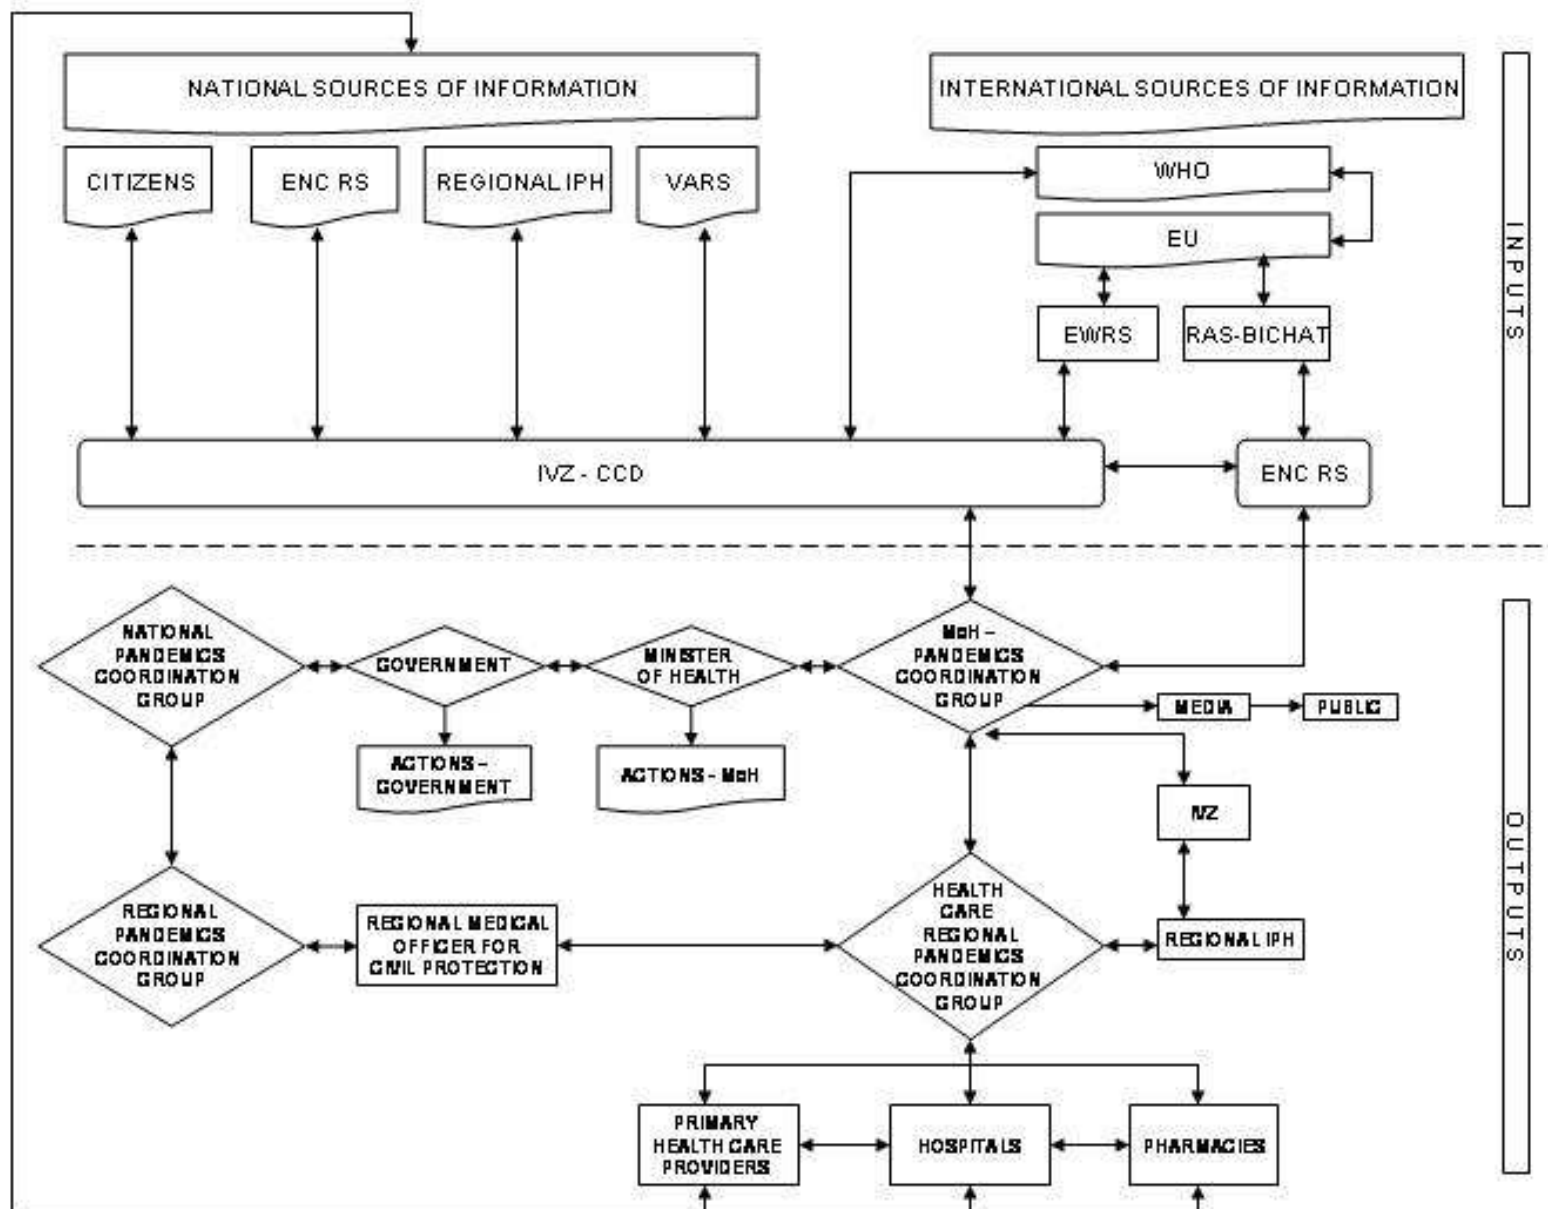 NATIONAL SOURCES OF INFORMATION
INTERNATIONAL SOURCES OF INFORMATION
CITIZENS
ENC RS
REGIONAL IPH
VARS
WHO
EU
EWRS
RAS-BICHAT
INPUTS
IVZ - CCD
ENC RS
NATIONAL
PANDEMICS
COORDINATION
GROUP
GOVERNMENT
MINISTER
OF HEALTH
MoH –
PANDEMICS
COORDINATION
GROUP
MEDIA
PUBLIC
ACTIONS –
GOVERNMENT
ACTIONS - MoH
IVZ
OUTPUTS
REGIONAL
PANDEMICS
COORDINATION
GROUP
REGIONAL MEDICAL
OFFICER FOR
CIVIL PROTECTION
HEALTH
CARE
REGIONAL
PANDEMICS
COORDINATION
GROUP
REGIONAL IPH
PRIMARY
HEALTH CARE
PROVIDERS
HOSPITALS
PHARMACIES